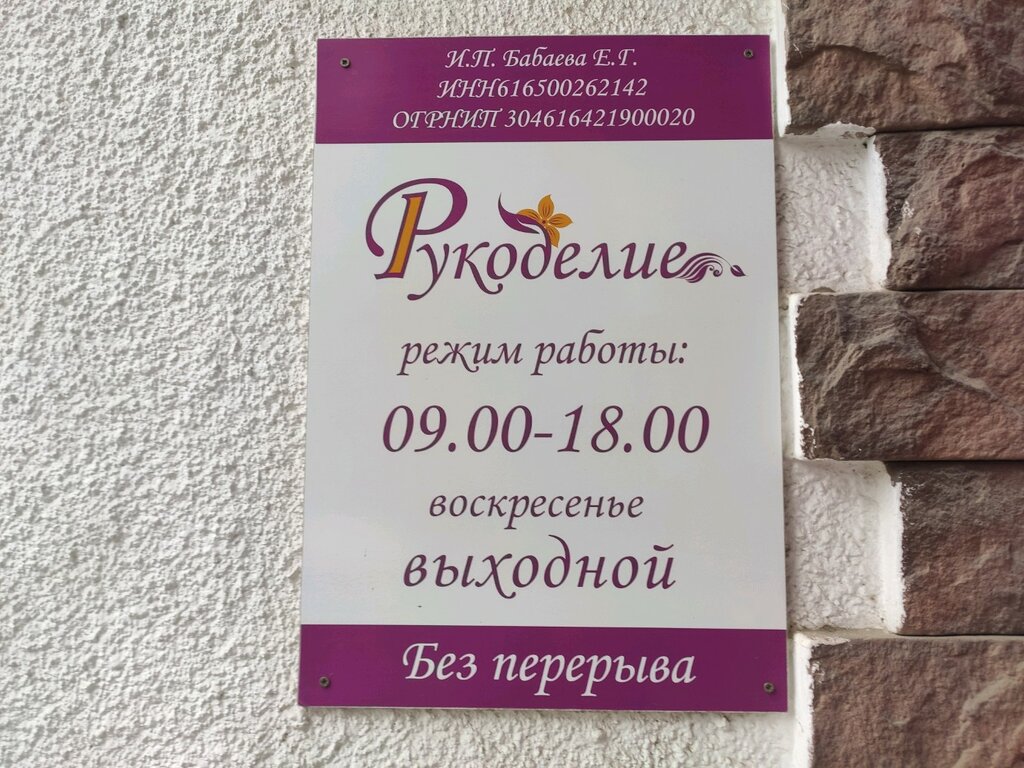 И.П. Бабаева Е.Г.
ИНН616500262142
ОГРНИП 304616421900020
Рукоделие
режим работы:
09.00-18.00
воскресенье
выходной
Без перерыва